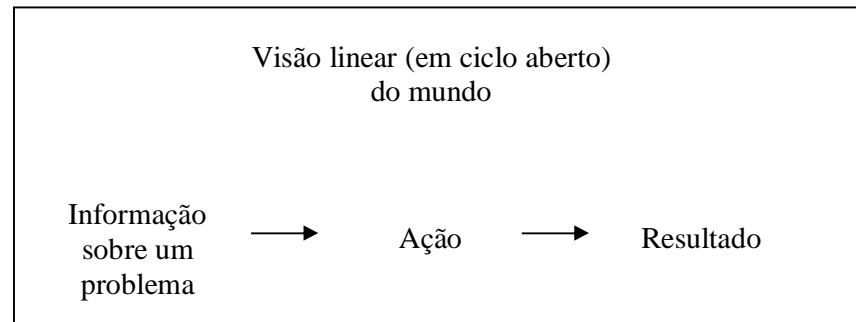 Visão linear (em ciclo aberto)
do mundo
Informação
sobre um
problema
Ação
Resultado